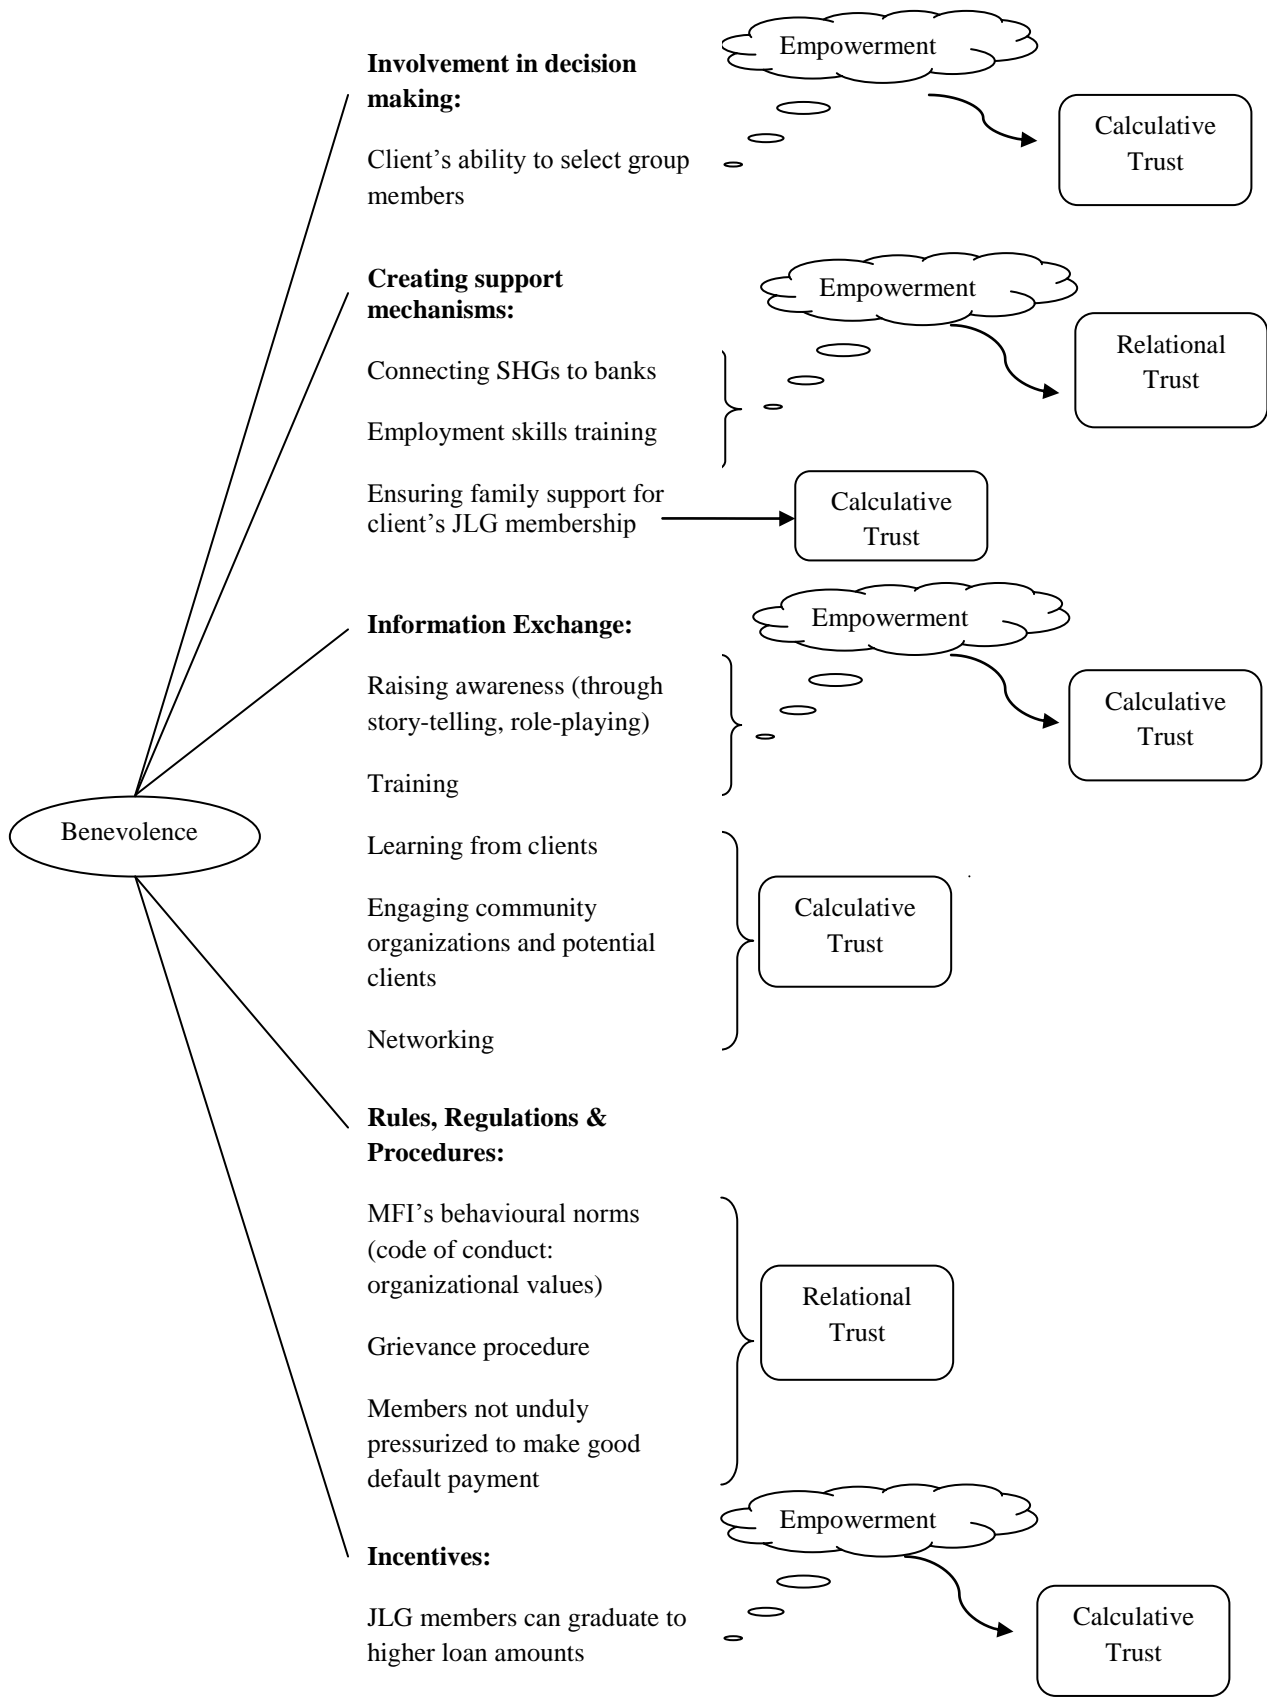 Empowerment
Involvement in decision
making:
Calculative
Trust
Client’s ability to select group
members
Creating support
mechanisms:
Empowerment
Relational
Trust
Connecting SHGs to banks
Employment skills training
Ensuring family support for
client’s JLG membership
Calculative
Trust
Empowerment
Information Exchange:
Raising awareness (through
story-telling, role-playing)
Calculative
Trust
Training
Benevolence
Learning from clients
Engaging community
organizations and potential
clients
Calculative
Trust
Networking
Rules, Regulations &
Procedures:
MFI’s behavioural norms
(code of conduct:
organizational values)
Relational
Trust
Grievance procedure
Members not unduly
pressurized to make good
default payment
Empowerment
Incentives:
JLG members can graduate to
higher loan amounts
Calculative
Trust